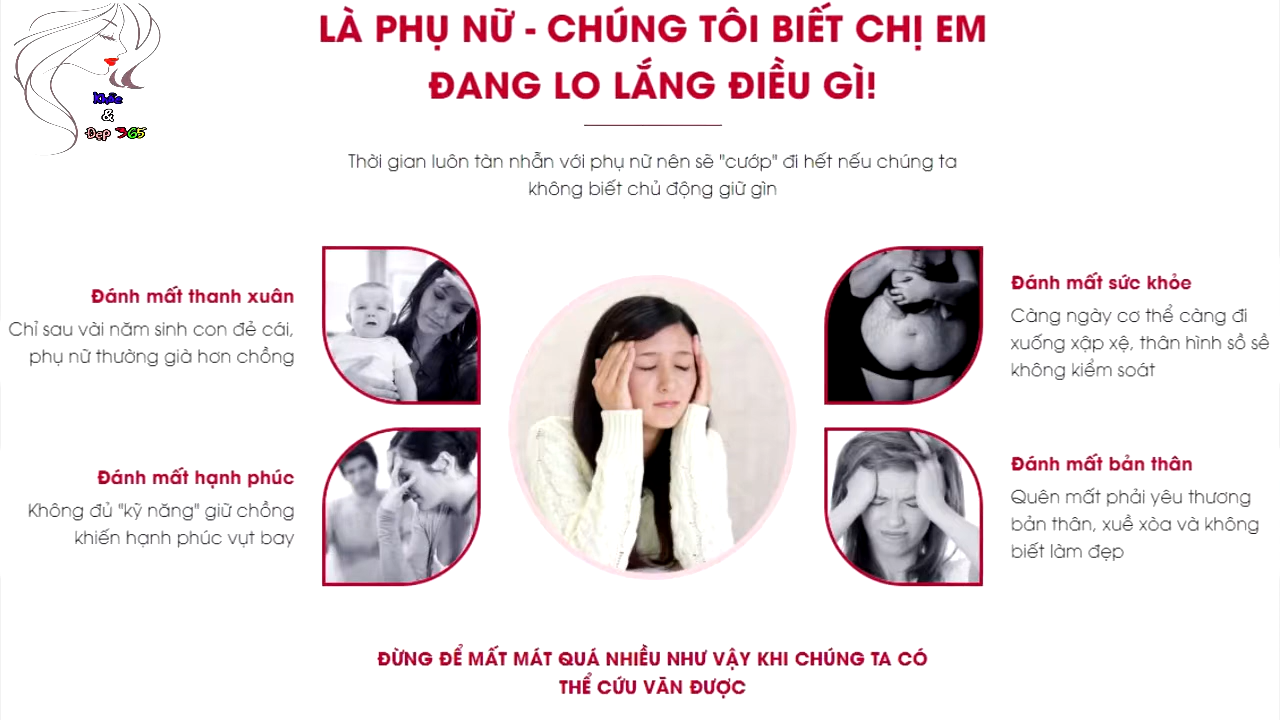 LÀ PHỤ NỮ - CHÚNG TÔI BIẾT CHỊ EM
ĐANG LO LẮNG ĐIỀU GÌ!
Khỏe
&
Đẹp 365
Thời gian luôn tàn nhẫn với phụ nữ nên sẽ "cướp" đi hết nếu chúng ta
không biết chủ động giữ gìn
Đánh mất thanh xuân
Chỉ sau vài năm sinh con đẻ cái,
phụ nữ thường già hơn chồng
Đánh mất sức khỏe
Càng ngày cơ thể càng đi
xuống xập xệ, thân hình sồ sề
không kiểm soát
Đánh mất hạnh phúc
Không đủ "kỹ năng" giữ chồng
khiến hạnh phúc vụt bay
Đánh mất bản thân
Quên mất phải yêu thương
bản thân, xuề xòa và không
biết làm đẹp
ĐỪNG ĐỂ MẤT MÁT QUÁ NHIỀU NHƯ VẬY KHI CHÚNG TA CÓ
THỂ CỨU VÃN ĐƯỢC